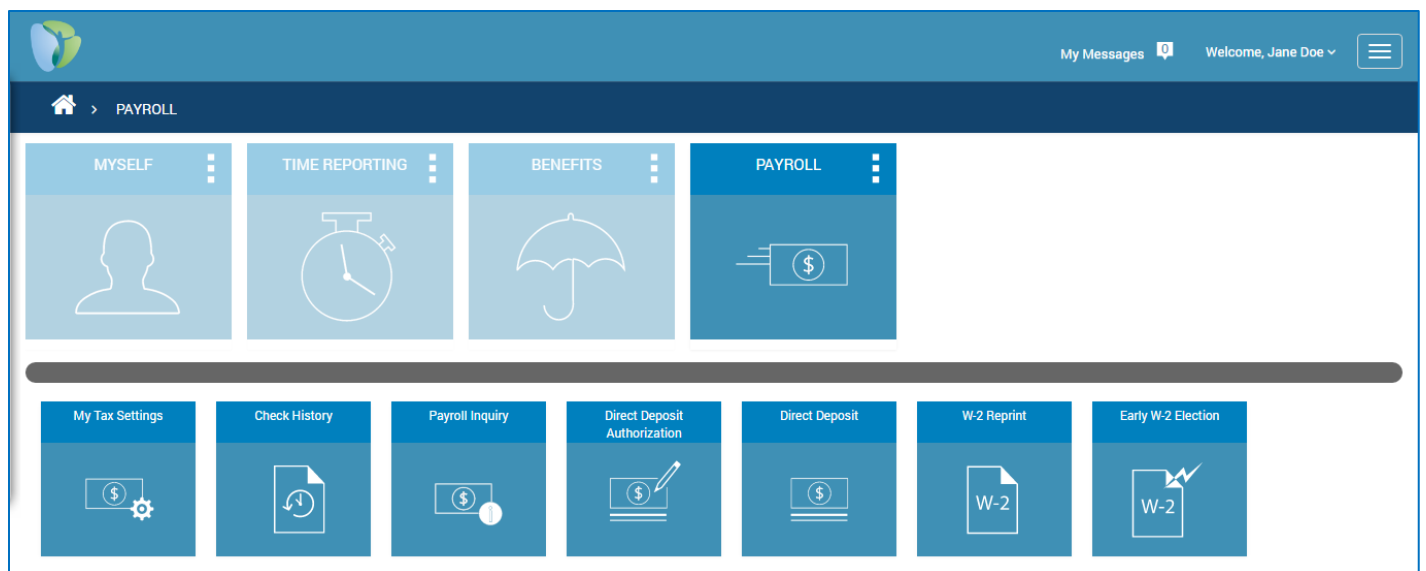 My Messages 0 Welcome, Jane Doe
> PAYROLL
MYSELF TIME REPORTING BENEFITS PAYROLL
$
My Tax Settings Check History Payroll Inquiry Direct Deposit Authorization Direct Deposit W-2 Reprint Early W-2 Election
$ $ i $ $ W-2 W-2